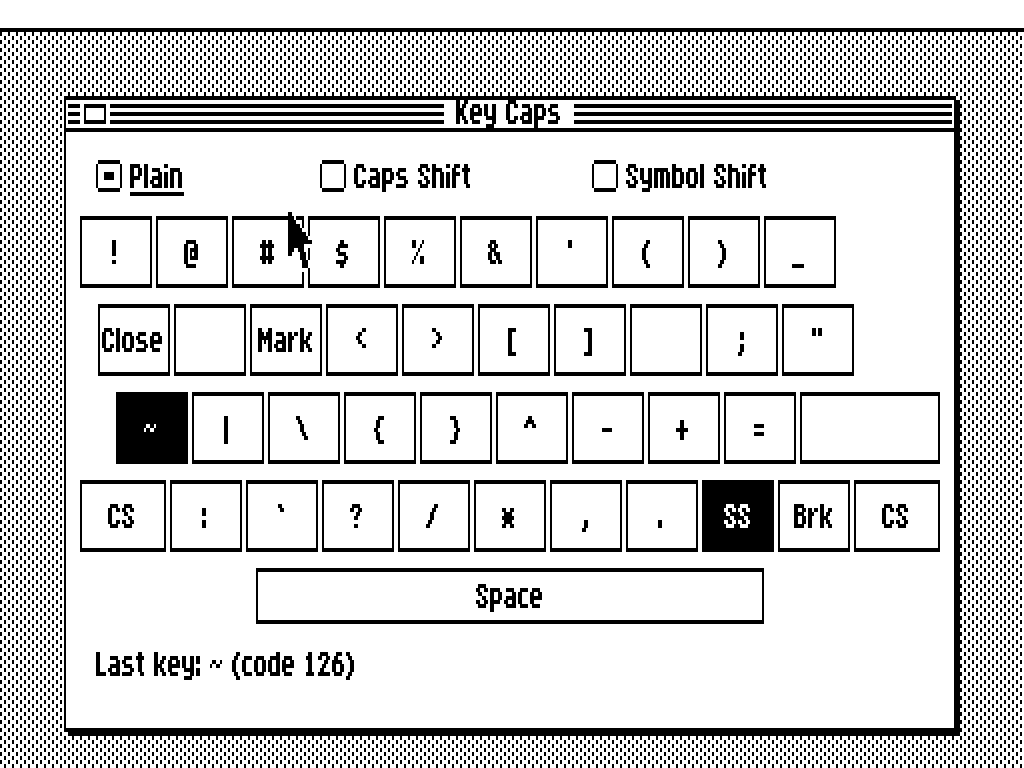 Key Caps
Plain Caps Shift Symbol Shift
! @ # $ % & ' ( ) _
Close Mark < > [ ] ; "
~ | \ { } ^ - + =
CS : ` ? / * , . SS Brk CS
Space
Last key: ~ (code 126)